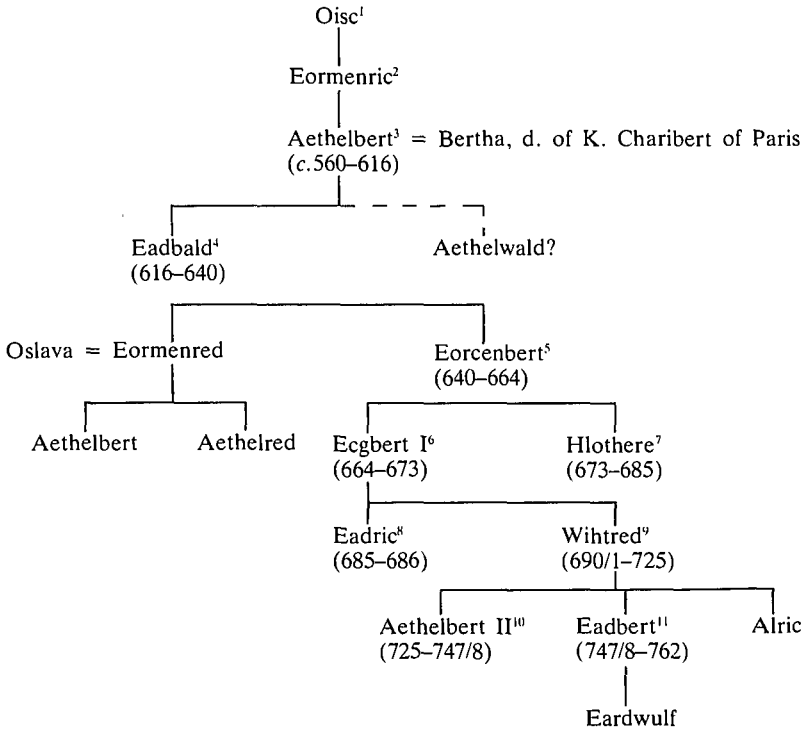 Oisc¹
Eormenric²
Aethelbert³ = Bertha, d. of K. Charibert of Paris
(c.560–616)
Eadbald⁴ Aethelwald?
(616–640)
Oslava = Eormenred Eorcenbert⁵
(640–664)
Aethelbert Aethelred Ecgbert I⁶ Hlothere⁷
(664–673) (673–685)
Eadric⁸ Wihtred⁹
(685–686) (690/1–725)
Aethelbert II¹⁰ Eadbert¹¹ Alric
(725–747/8) (747/8–762)
Eardwulf